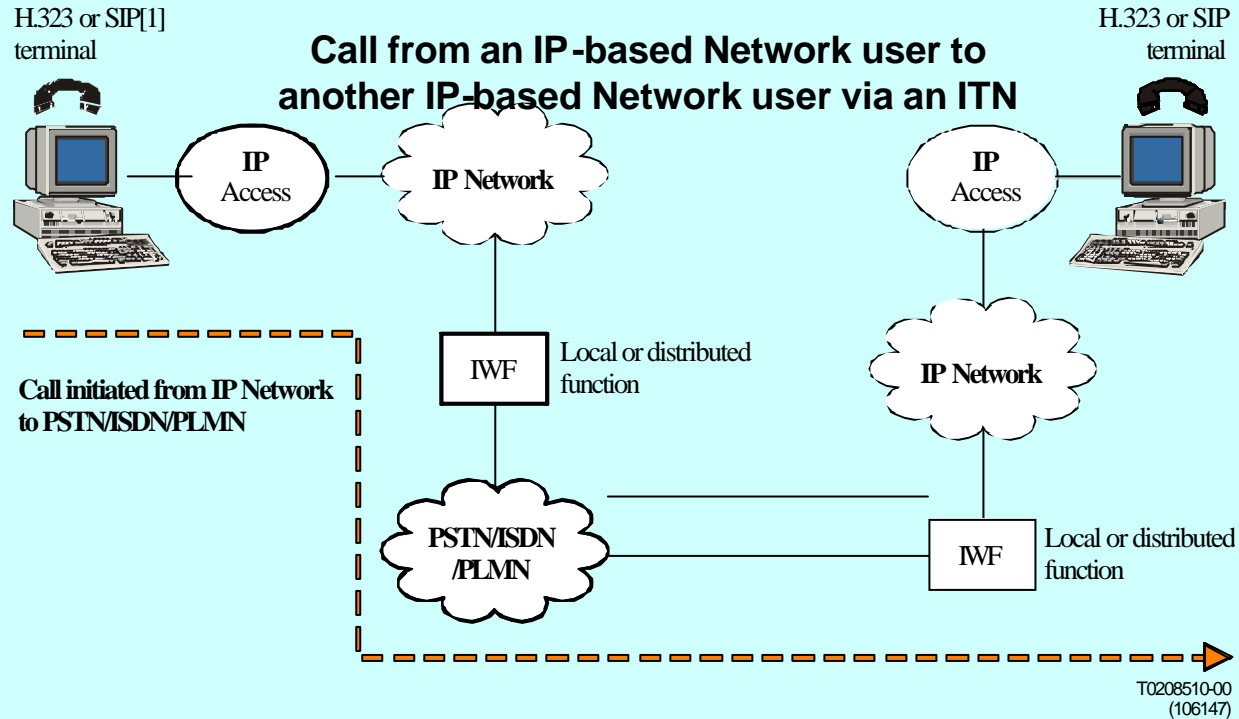 H.323 or SIP[1]
terminal
Call from an IP-based Network user to
another IP-based Network user via an ITN
H.323 or SIP
terminal
IP
Access
IP Network
IP
Access
IWF
Local or distributed
function
IP Network
Call initiated from IP Network
to PSTN/ISDN/PLMN
PSTN/ISDN
/PLMN
IWF
Local or distributed
function
T0208510-00
(106147)